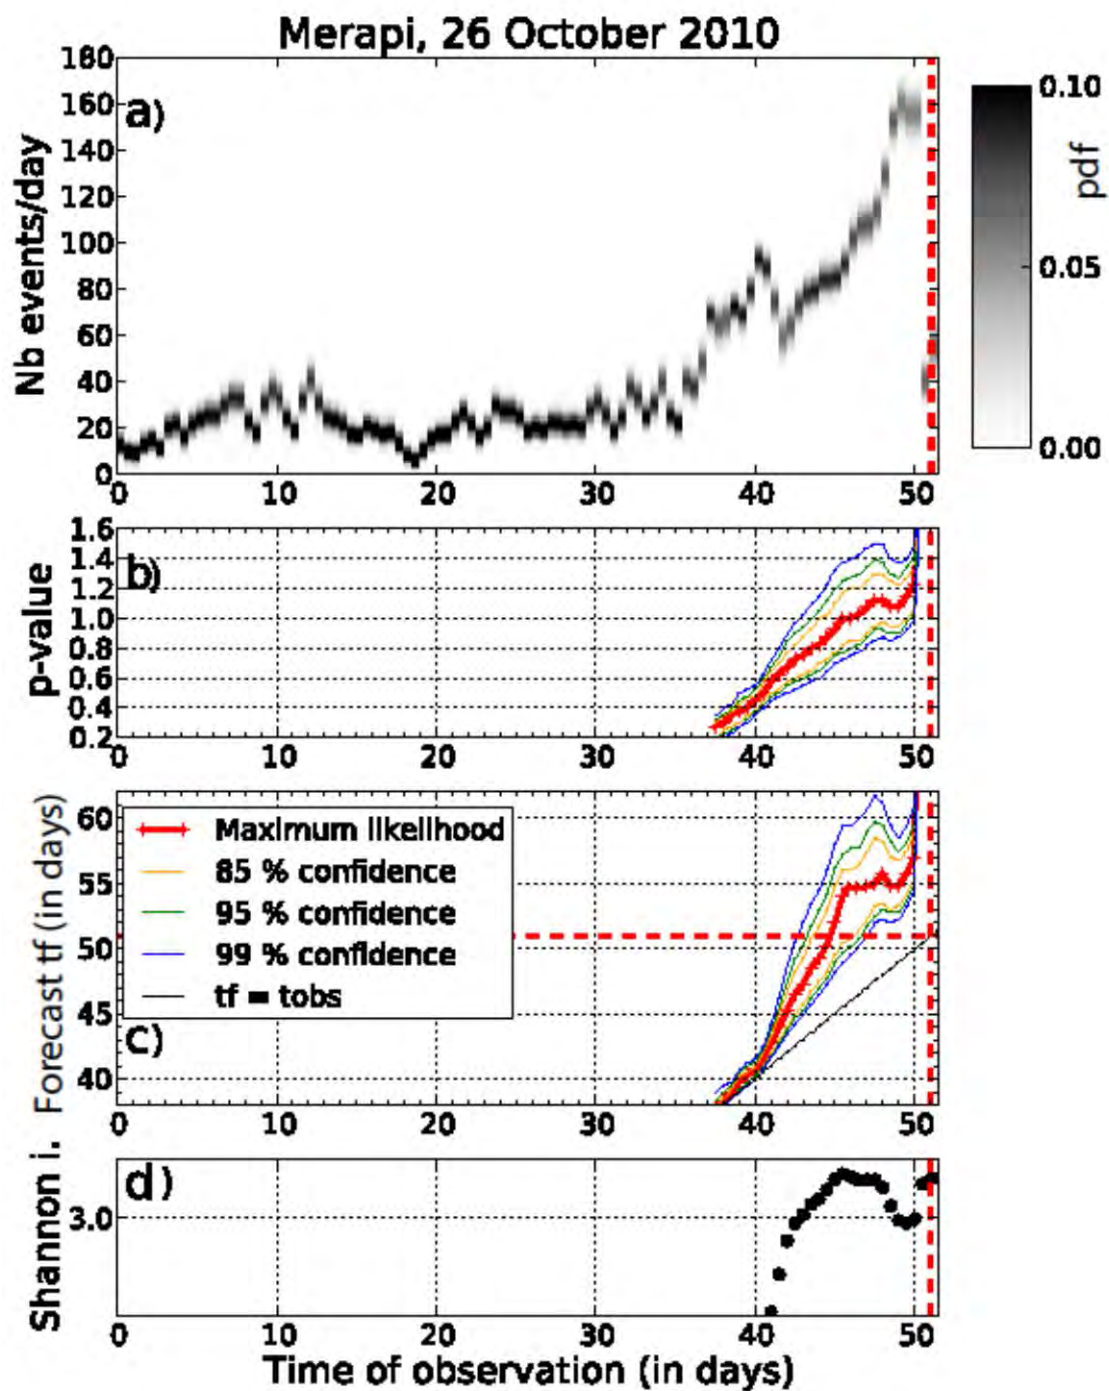 Merapi, 26 October 2010
a)
Nb events/day
180
160
140
120
100
80
60
40
20
0
0 10 20 30 40 50
0.10
0.05
0.00
pdf
b)
p-value
1.6
1.4
1.2
1.0
0.8
0.6
0.4
0.2
0 10 20 30 40 50
Forecast tf (in days)
60
55
50
45
40
Maximum likelihood
85 % confidence
95 % confidence
99 % confidence
tf = tobs
c)
0 10 20 30 40 50
Shannon i.
d)
3.0
0 10 20 30 40 50
Time of observation (in days)